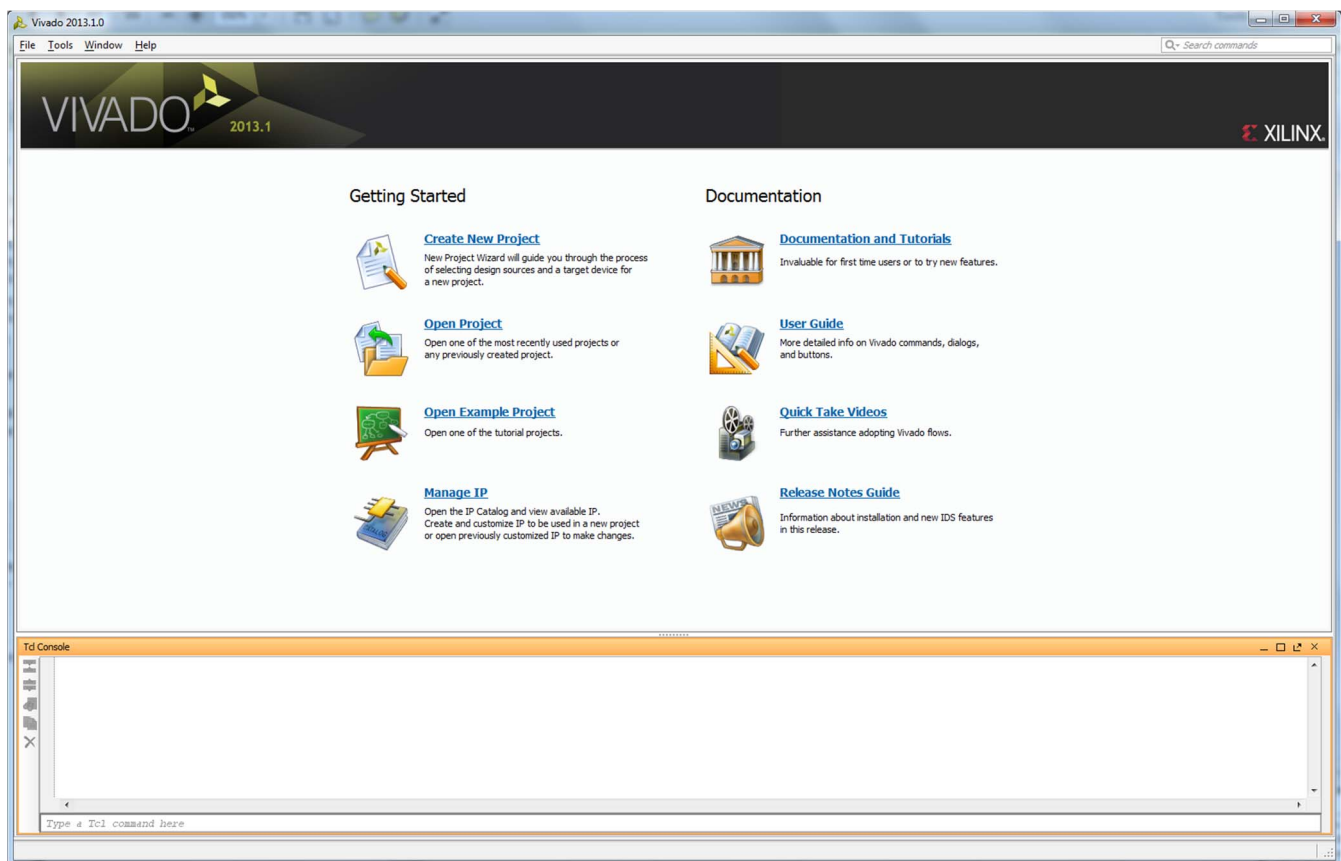 Vivado 2013.1.0
File Tools Window Help
Search commands
VIVADO™ 2013.1
XILINX®
Getting Started
Create New Project
New Project Wizard will guide you through the process
of selecting design sources and a target device for
a new project.
Open Project
Open one of the most recently used projects or
any previously created project.
Open Example Project
Open one of the tutorial projects.
Manage IP
Open the IP Catalog and view available IP.
Create and customize IP to be used in a new project
or open previously customized IP to make changes.
Documentation
Documentation and Tutorials
Invaluable for first time users or to try new features.
User Guide
More detailed info on Vivado commands, dialogs,
and buttons.
Quick Take Videos
Further assistance adopting Vivado flows.
NEWS
Release Notes Guide
Information about installation and new IDS features
in this release.
Tcl Console
Type a Tcl command here